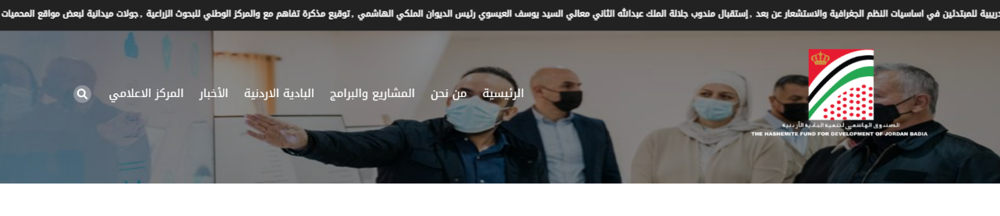 دريبية للمبتدئين في اساسيات النظم الجغرافية والاستشعار عن بعد ,إستقبال مندوب جلالة الملك عبدالله الثاني معالي السيد يوسف العيسوي رئيس الديوان الملكي الهاشمي ,توقيع مذكرة تفاهم مع والمركز الوطني للبحوث الزراعية ,جولات ميدانية لبعض مواقع المحميات
الصندوق الهاشمي لتنمية البادية الأردنية
THE HASHEMITE FUND FOR DEVELOPMENT OF JORDAN BADIA
الرئيسية من نحن المشاريع والبرامج البادية الاردنية الأخبار المركز الاعلامي